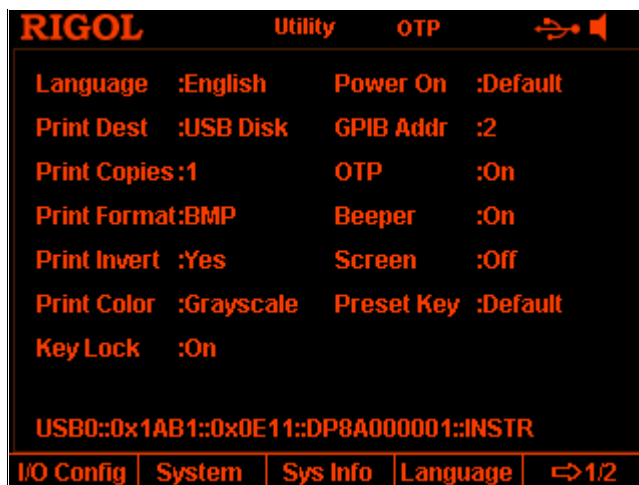 RIGOL Utility OTP
Language :English Power On :Default
Print Dest :USB Disk GPIB Addr :2
Print Copies:1 OTP :On
Print Format:BMP Beeper :On
Print Invert :Yes Screen :Off
Print Color :Grayscale Preset Key :Default
Key Lock :On
USB0::0x1AB1::0x0E11::DP8A000001::INSTR
I/O Config System Sys Info Language ⇨1/2